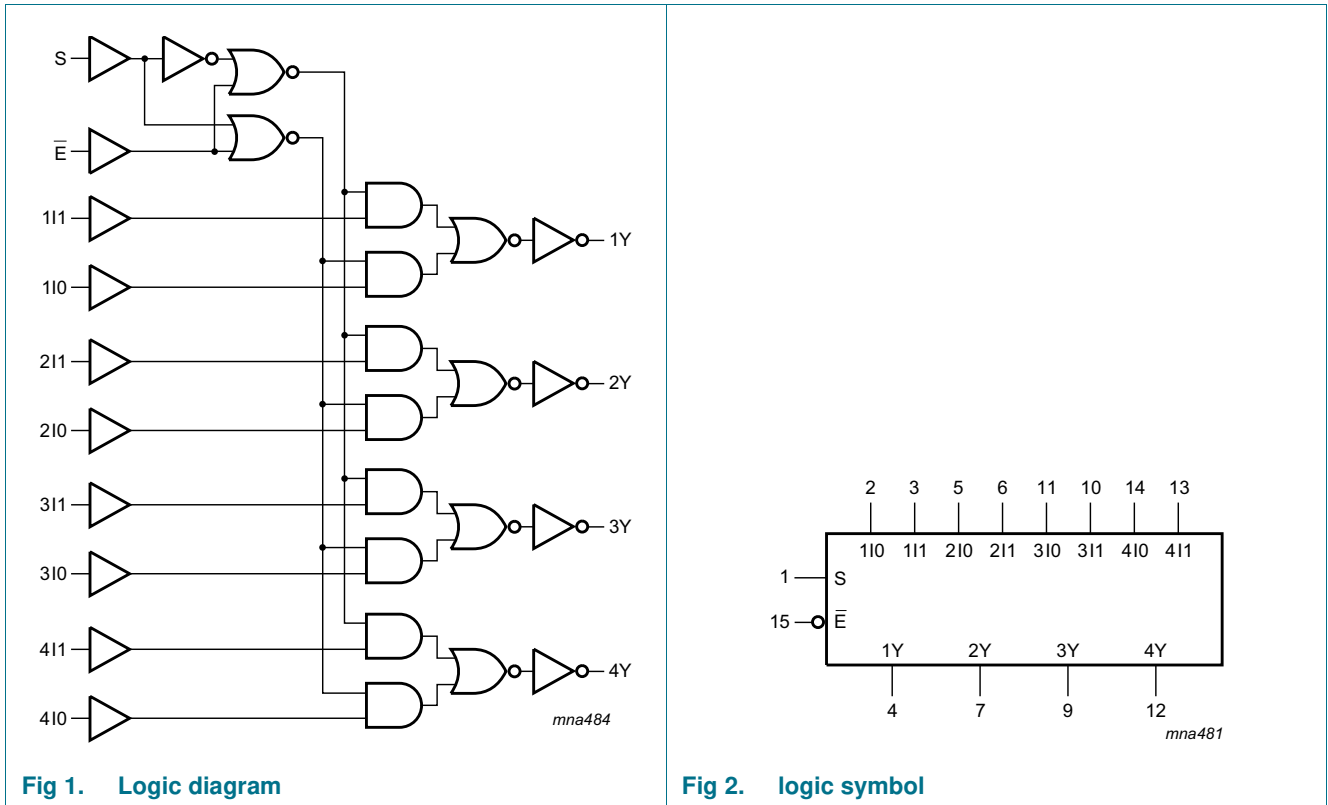 S
E̅
1I1
1I0
2I1
2I0
3I1
3I0
4I1
4I0
1Y
2Y
3Y
4Y
mna484
Fig 1. Logic diagram
2 3 5 6 11 10 14 13
1I0 1I1 2I0 2I1 3I0 3I1 4I0 4I1
1 S
15 E̅
1Y 2Y 3Y 4Y
4 7 9 12
mna481
Fig 2. logic symbol